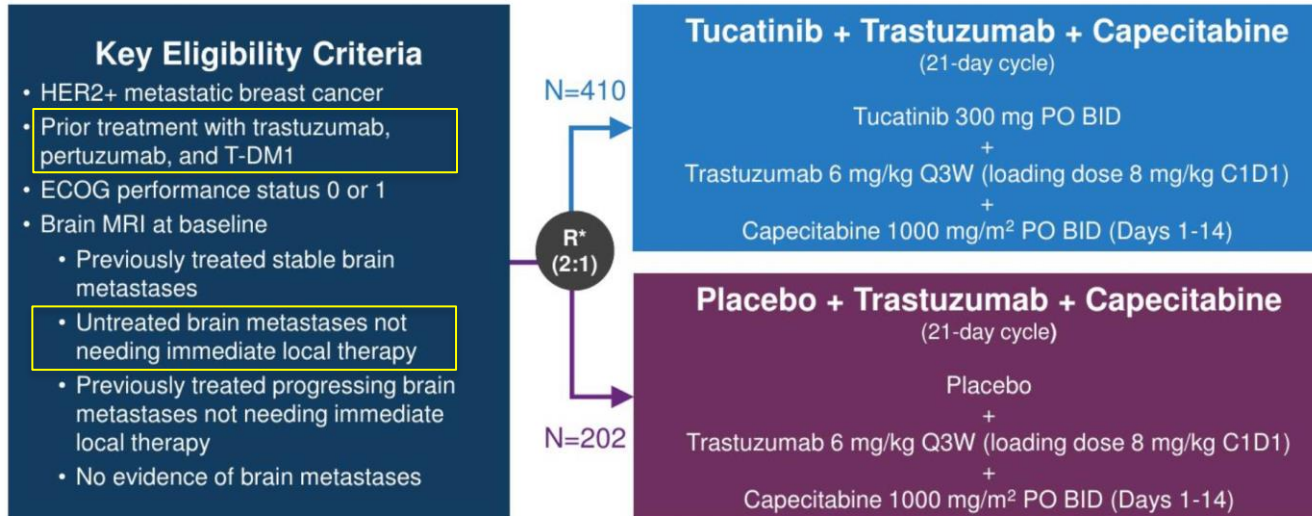 Key Eligibility Criteria
• HER2+ metastatic breast cancer
• Prior treatment with trastuzumab,
pertuzumab, and T-DM1
• ECOG performance status 0 or 1
• Brain MRI at baseline
• Previously treated stable brain
metastases
• Untreated brain metastases not
needing immediate local therapy
• Previously treated progressing brain
metastases not needing immediate
local therapy
• No evidence of brain metastases
R*
(2:1)
N=410
Tucatinib + Trastuzumab + Capecitabine
(21-day cycle)
Tucatinib 300 mg PO BID
+
Trastuzumab 6 mg/kg Q3W (loading dose 8 mg/kg C1D1)
+
Capecitabine 1000 mg/m² PO BID (Days 1-14)
N=202
Placebo + Trastuzumab + Capecitabine
(21-day cycle)
Placebo
+
Trastuzumab 6 mg/kg Q3W (loading dose 8 mg/kg C1D1)
+
Capecitabine 1000 mg/m² PO BID (Days 1-14)